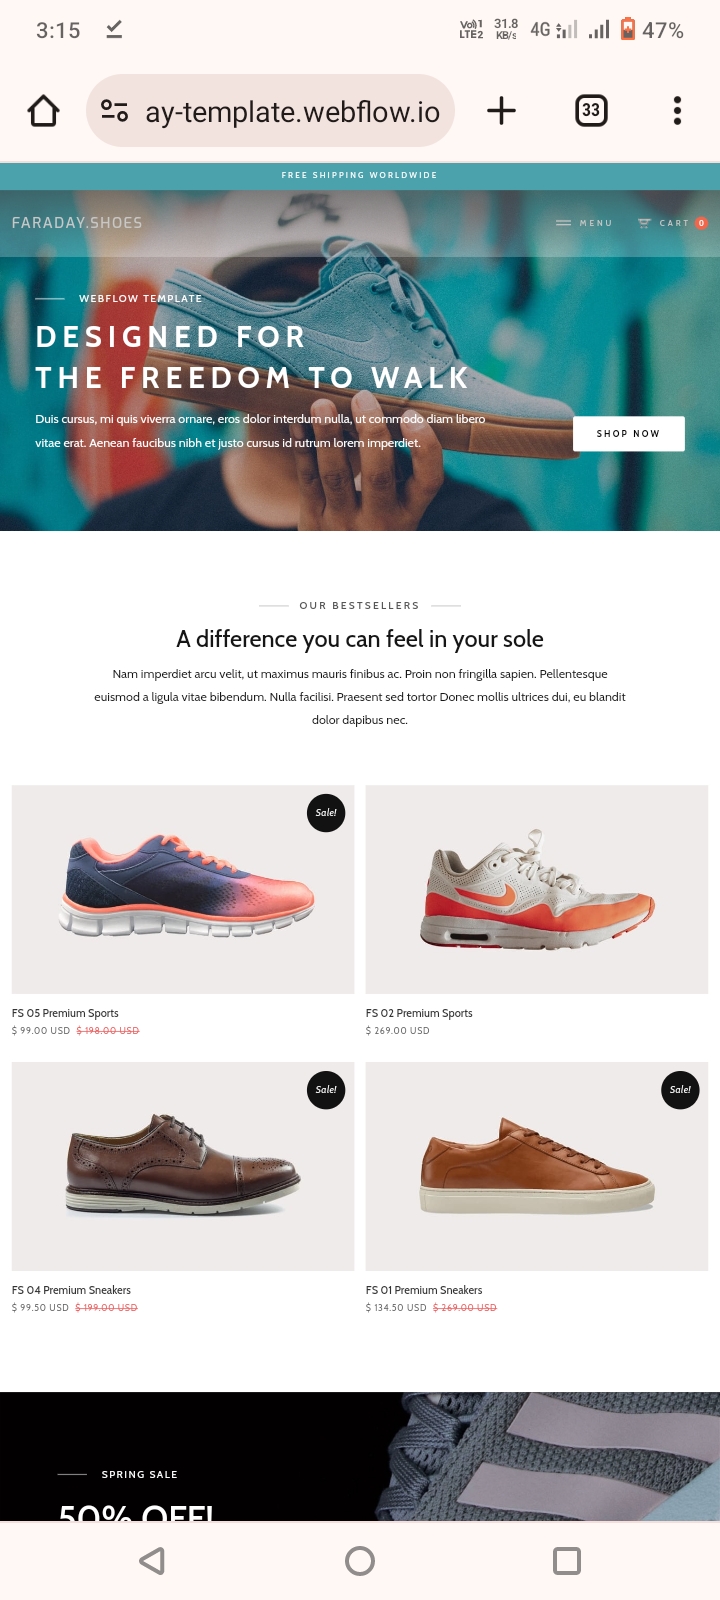 3:15
Vo)) 1
LTE2
31.8
KB/s
4G
47%
ay-template.webflow.io
33
FREE SHIPPING WORLDWIDE
FARADAY.SHOES
MENU
CART 0
WEBFLOW TEMPLATE
DESIGNED FOR
THE FREEDOM TO WALK
Duis cursus, mi quis viverra ornare, eros dolor interdum nulla, ut commodo diam libero
vitae erat. Aenean faucibus nibh et justo cursus id rutrum lorem imperdiet.
SHOP NOW
OUR BESTSELLERS
A difference you can feel in your sole
Nam imperdiet arcu velit, ut maximus mauris finibus ac. Proin non fringilla sapien. Pellentesque
euismod a ligula vitae bibendum. Nulla facilisi. Praesent sed tortor Donec mollis ultrices dui, eu blandit
dolor dapibus nec.
Sale!
FS 05 Premium Sports
$ 99.00 USD $ 198.00 USD
FS 02 Premium Sports
$ 269.00 USD
Sale!
Sale!
FS 04 Premium Sneakers
$ 99.50 USD $ 199.00 USD
FS 01 Premium Sneakers
$ 134.50 USD $ 269.00 USD
SPRING SALE
50% OFF!